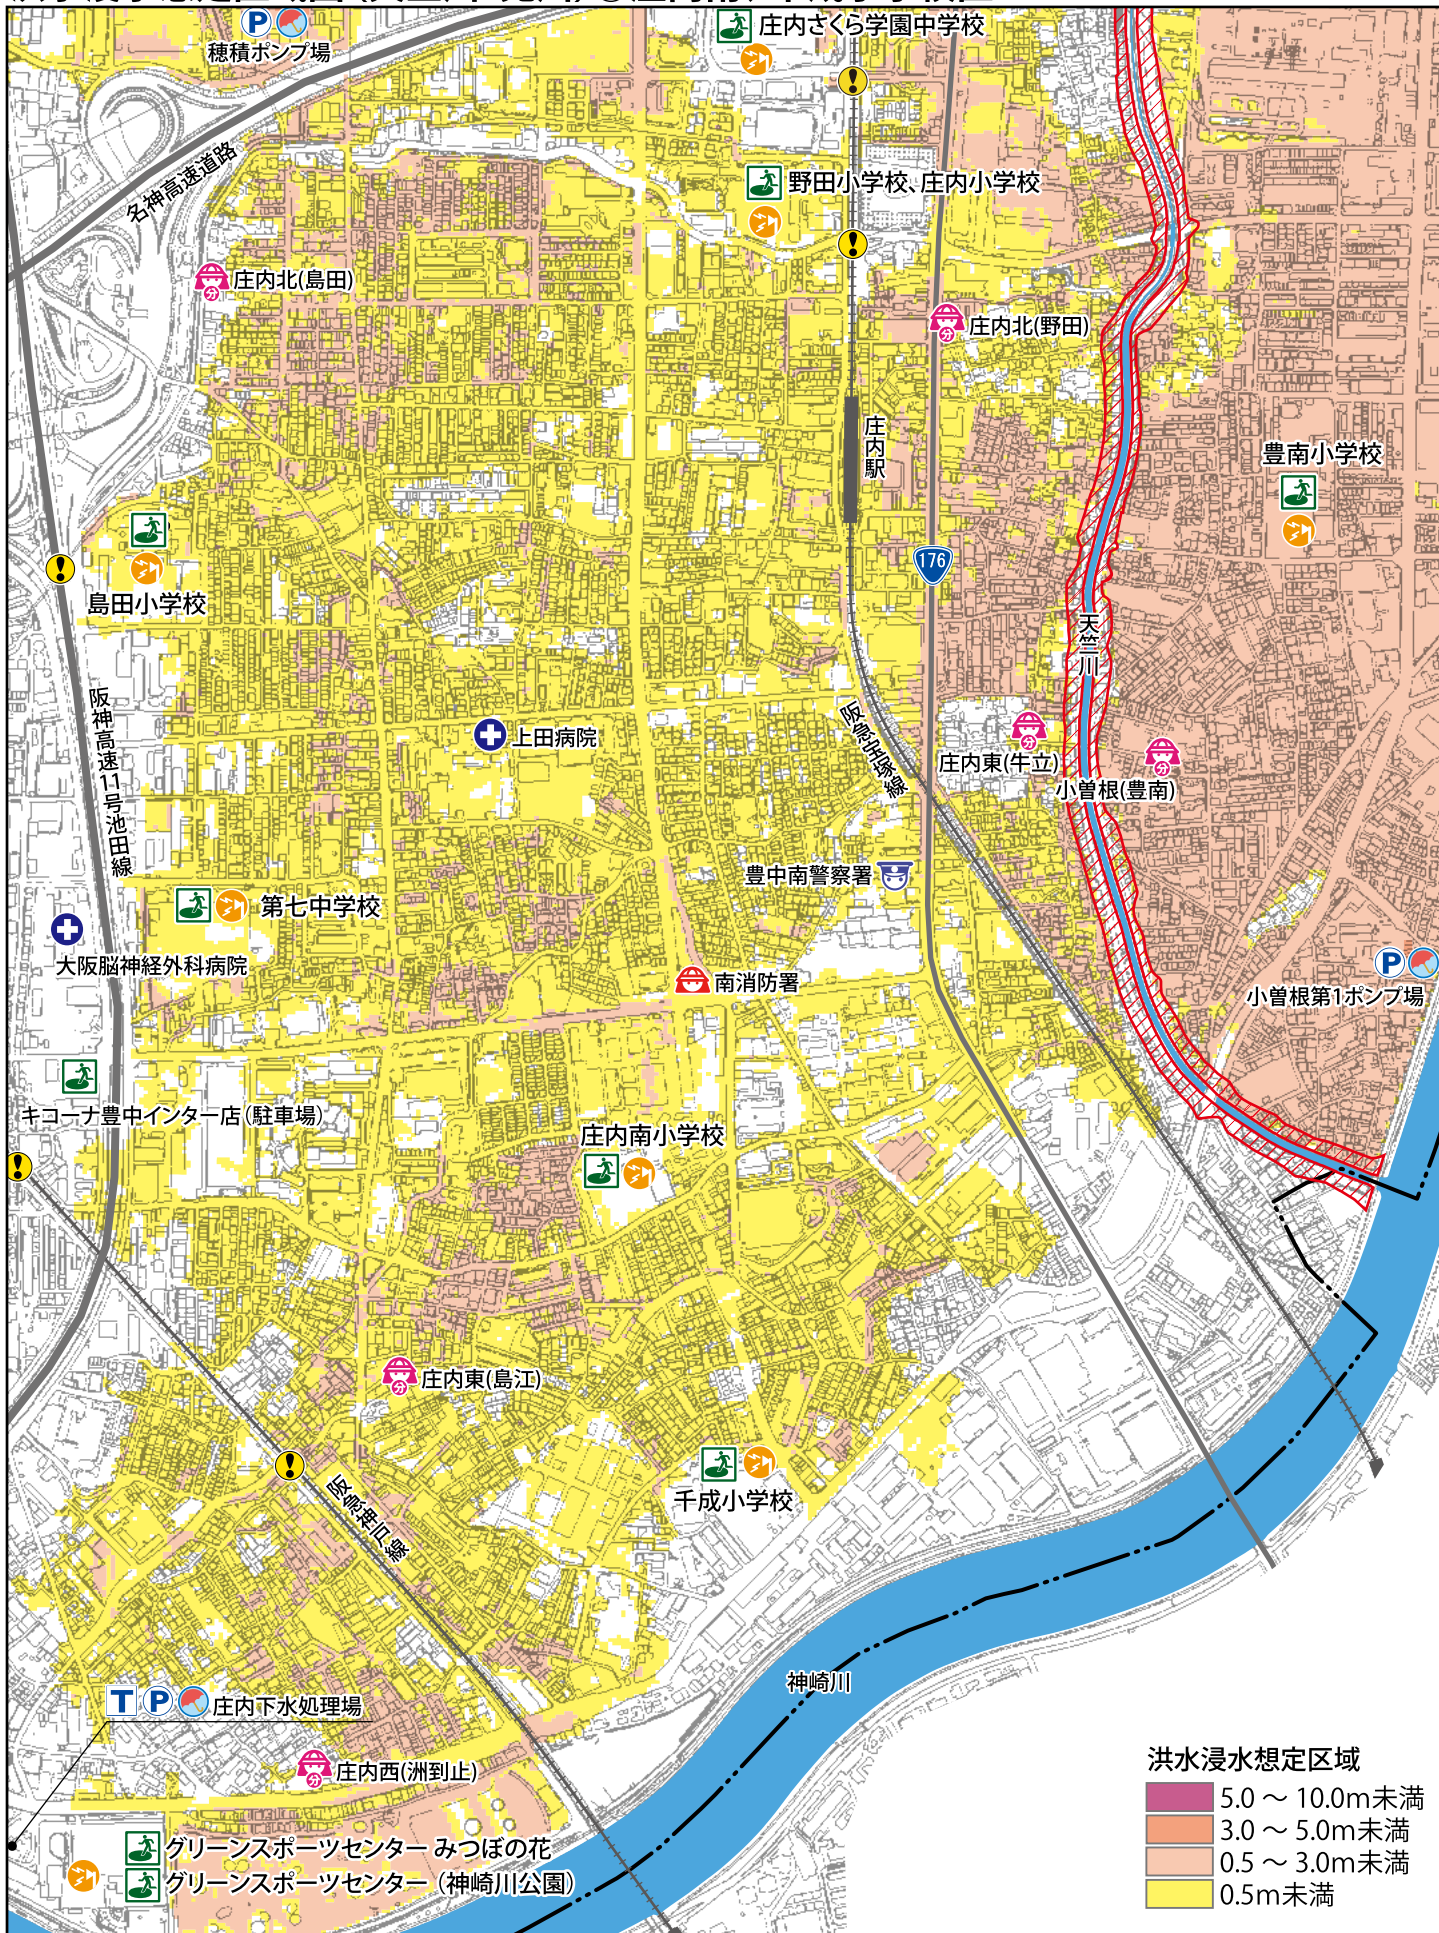 穂積ポンプ場
庄内さくら学園中学校
名神高速道路
野田小学校、庄内小学校
庄内北(島田)
庄内北(野田)
庄内駅
豊南小学校
176
島田小学校
天竺川
阪神高速11号池田線
上田病院
阪急宝塚線
庄内東(牛立)
小曽根(豊南)
豊中南警察署
第七中学校
大阪脳神経外科病院
南消防署
小曽根第1ポンプ場
キコーナ豊中インター店(駐車場)
庄内南小学校
庄内東(島江)
阪急神戸線
千成小学校
神崎川
T P 庄内下水処理場
庄内西(洲到止)
グリーンスポーツセンター みつぼの花
グリーンスポーツセンター (神崎川公園)
洪水浸水想定区域
5.0 ～ 10.0m未満
3.0 ～ 5.0m未満
0.5 ～ 3.0m未満
0.5m未満